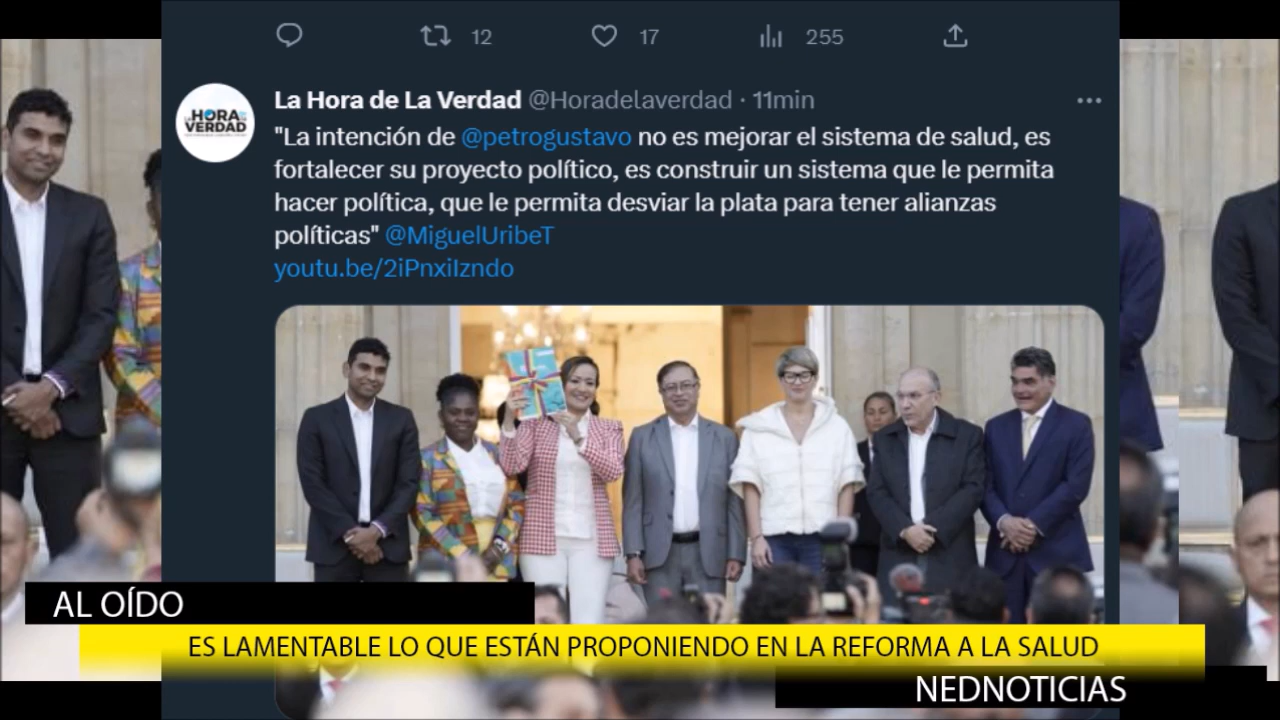 12 17 255
La Hora de La Verdad @Horadelaverdad · 11min
HORA
VERDAD
"La intención de @petrogustavo no es mejorar el sistema de salud, es
fortalecer su proyecto político, es construir un sistema que le permita
hacer política, que le permita desviar la plata para tener alianzas
políticas" @MiguelUribeT
youtu.be/2iPnxiIzndo
AL OÍDO
ES LAMENTABLE LO QUE ESTÁN PROPONIENDO EN LA REFORMA A LA SALUD
NEDNOTICIAS